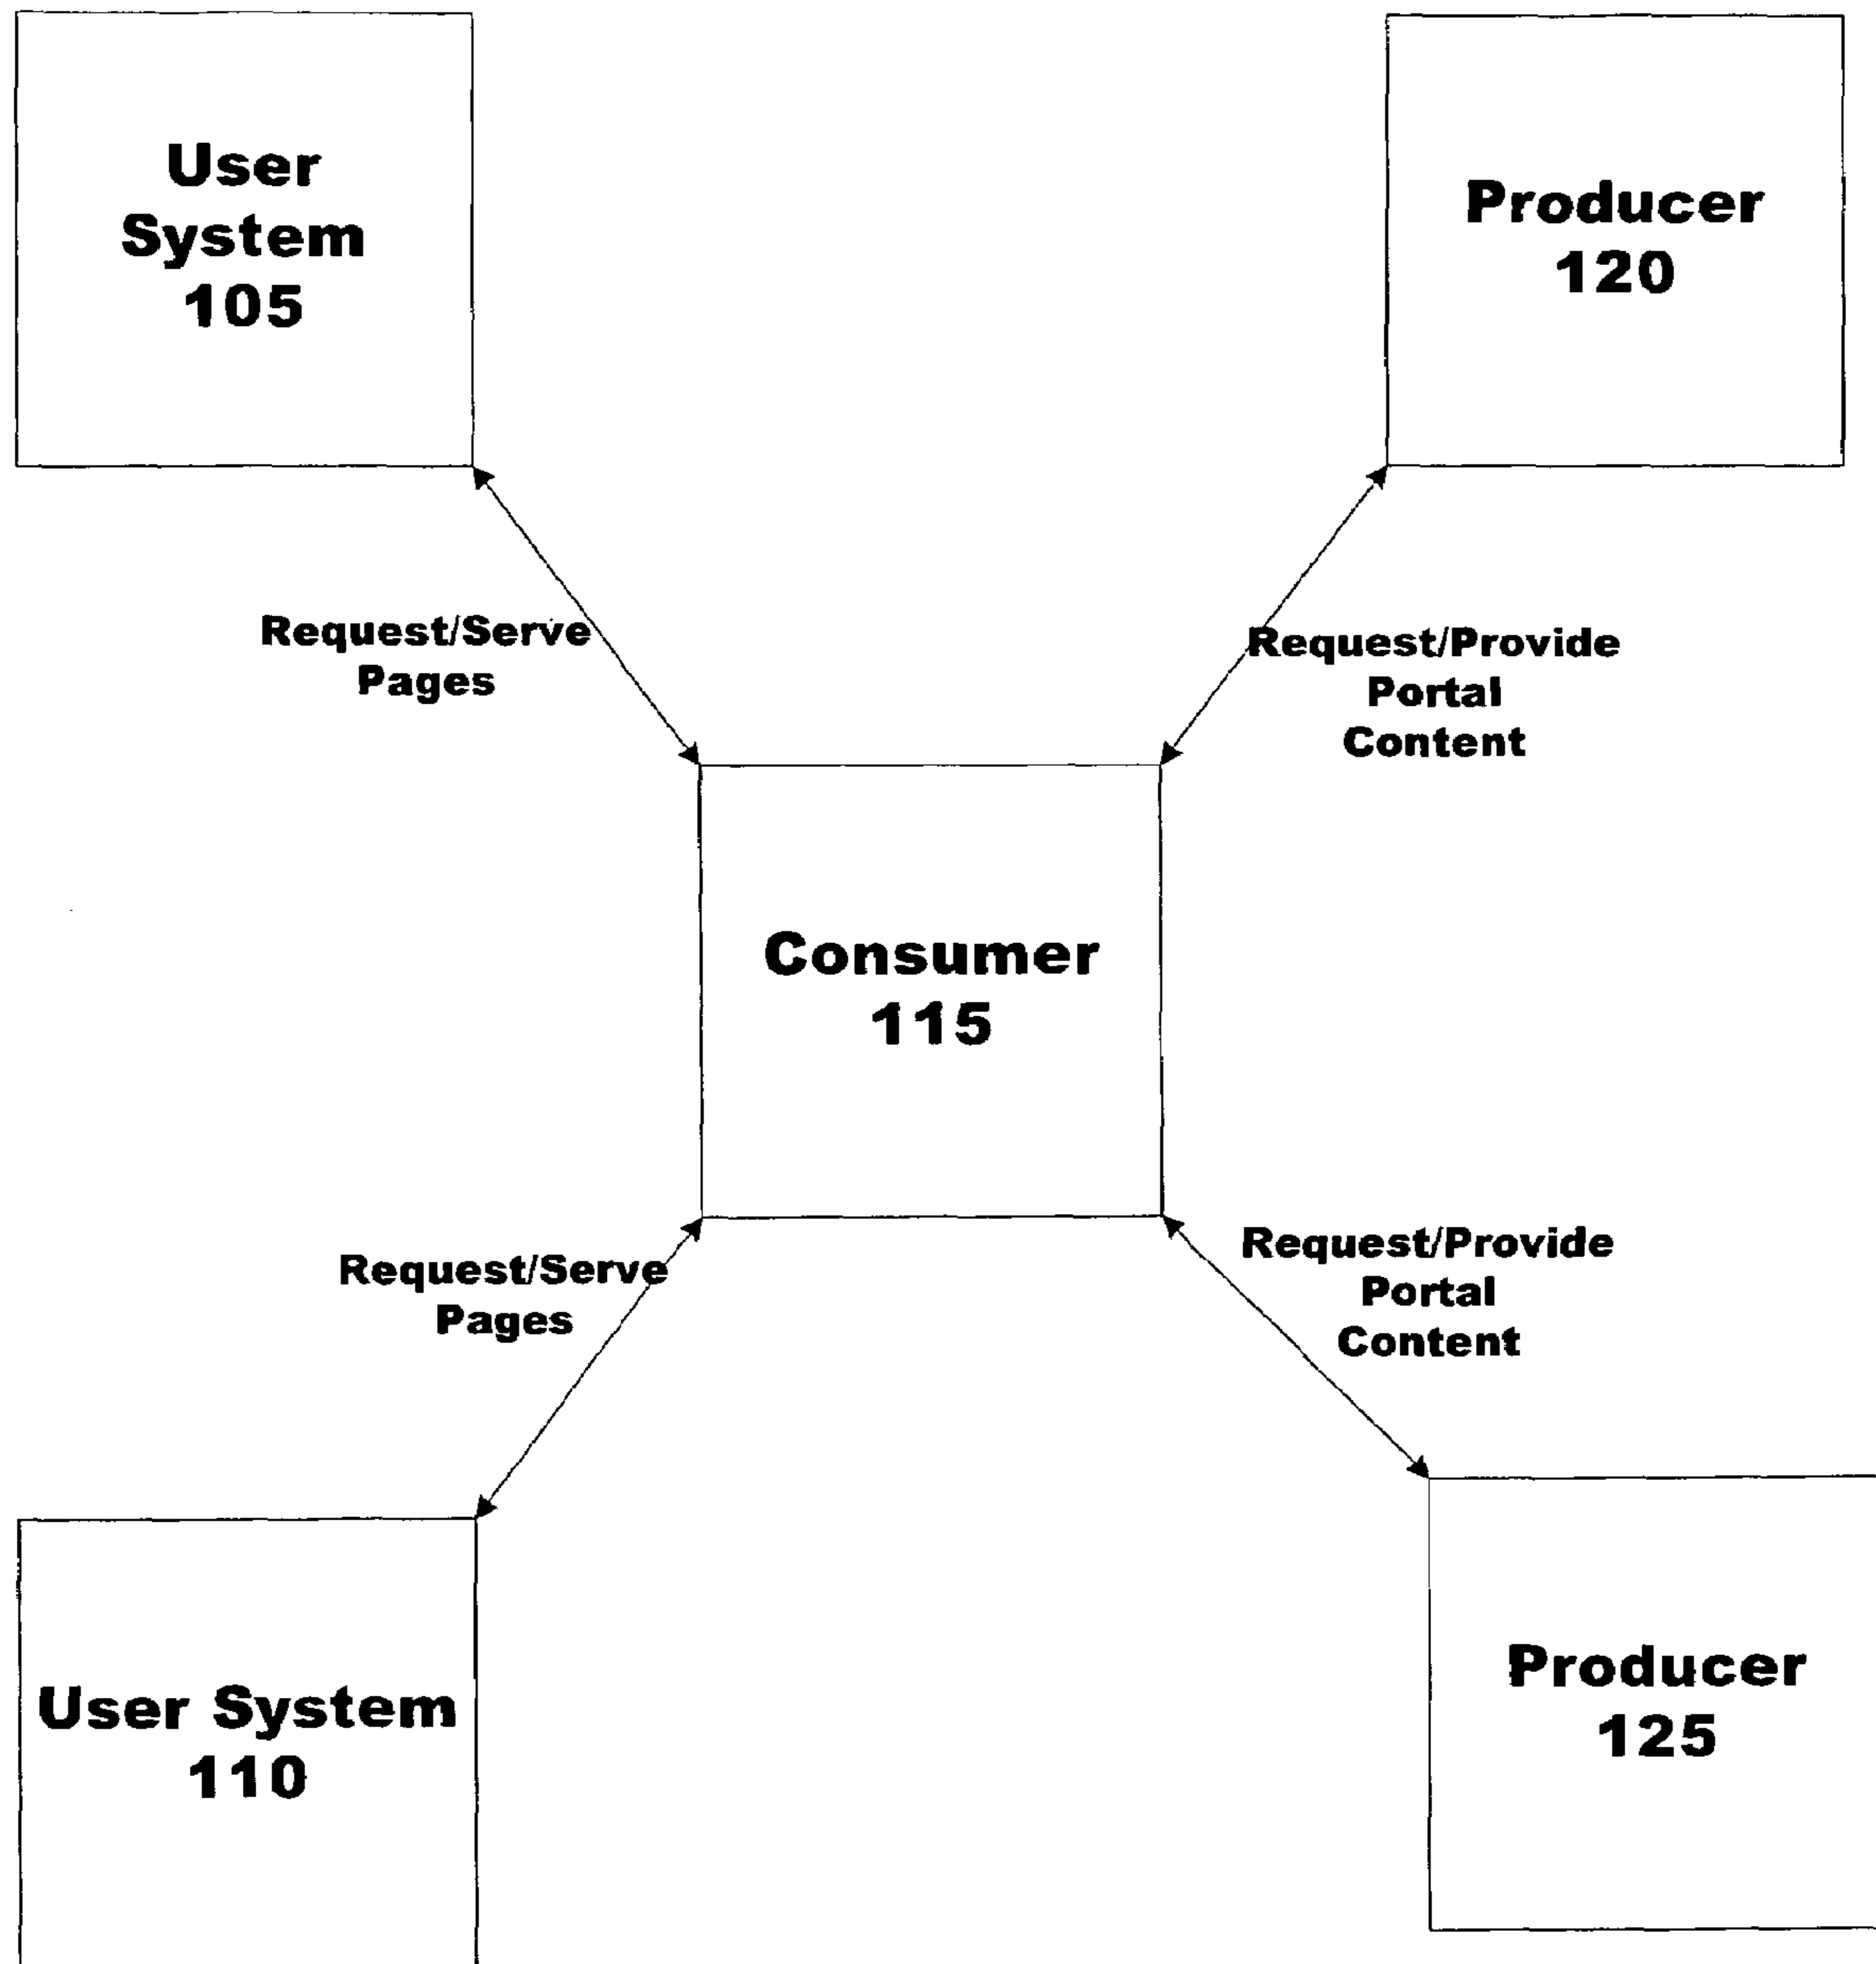 User
System
105
Producer
120
Request/Serve
Pages
Request/Provide
Portal
Content
Consumer
115
Request/Serve
Pages
Request/Provide
Portal
Content
User System
110
Producer
125